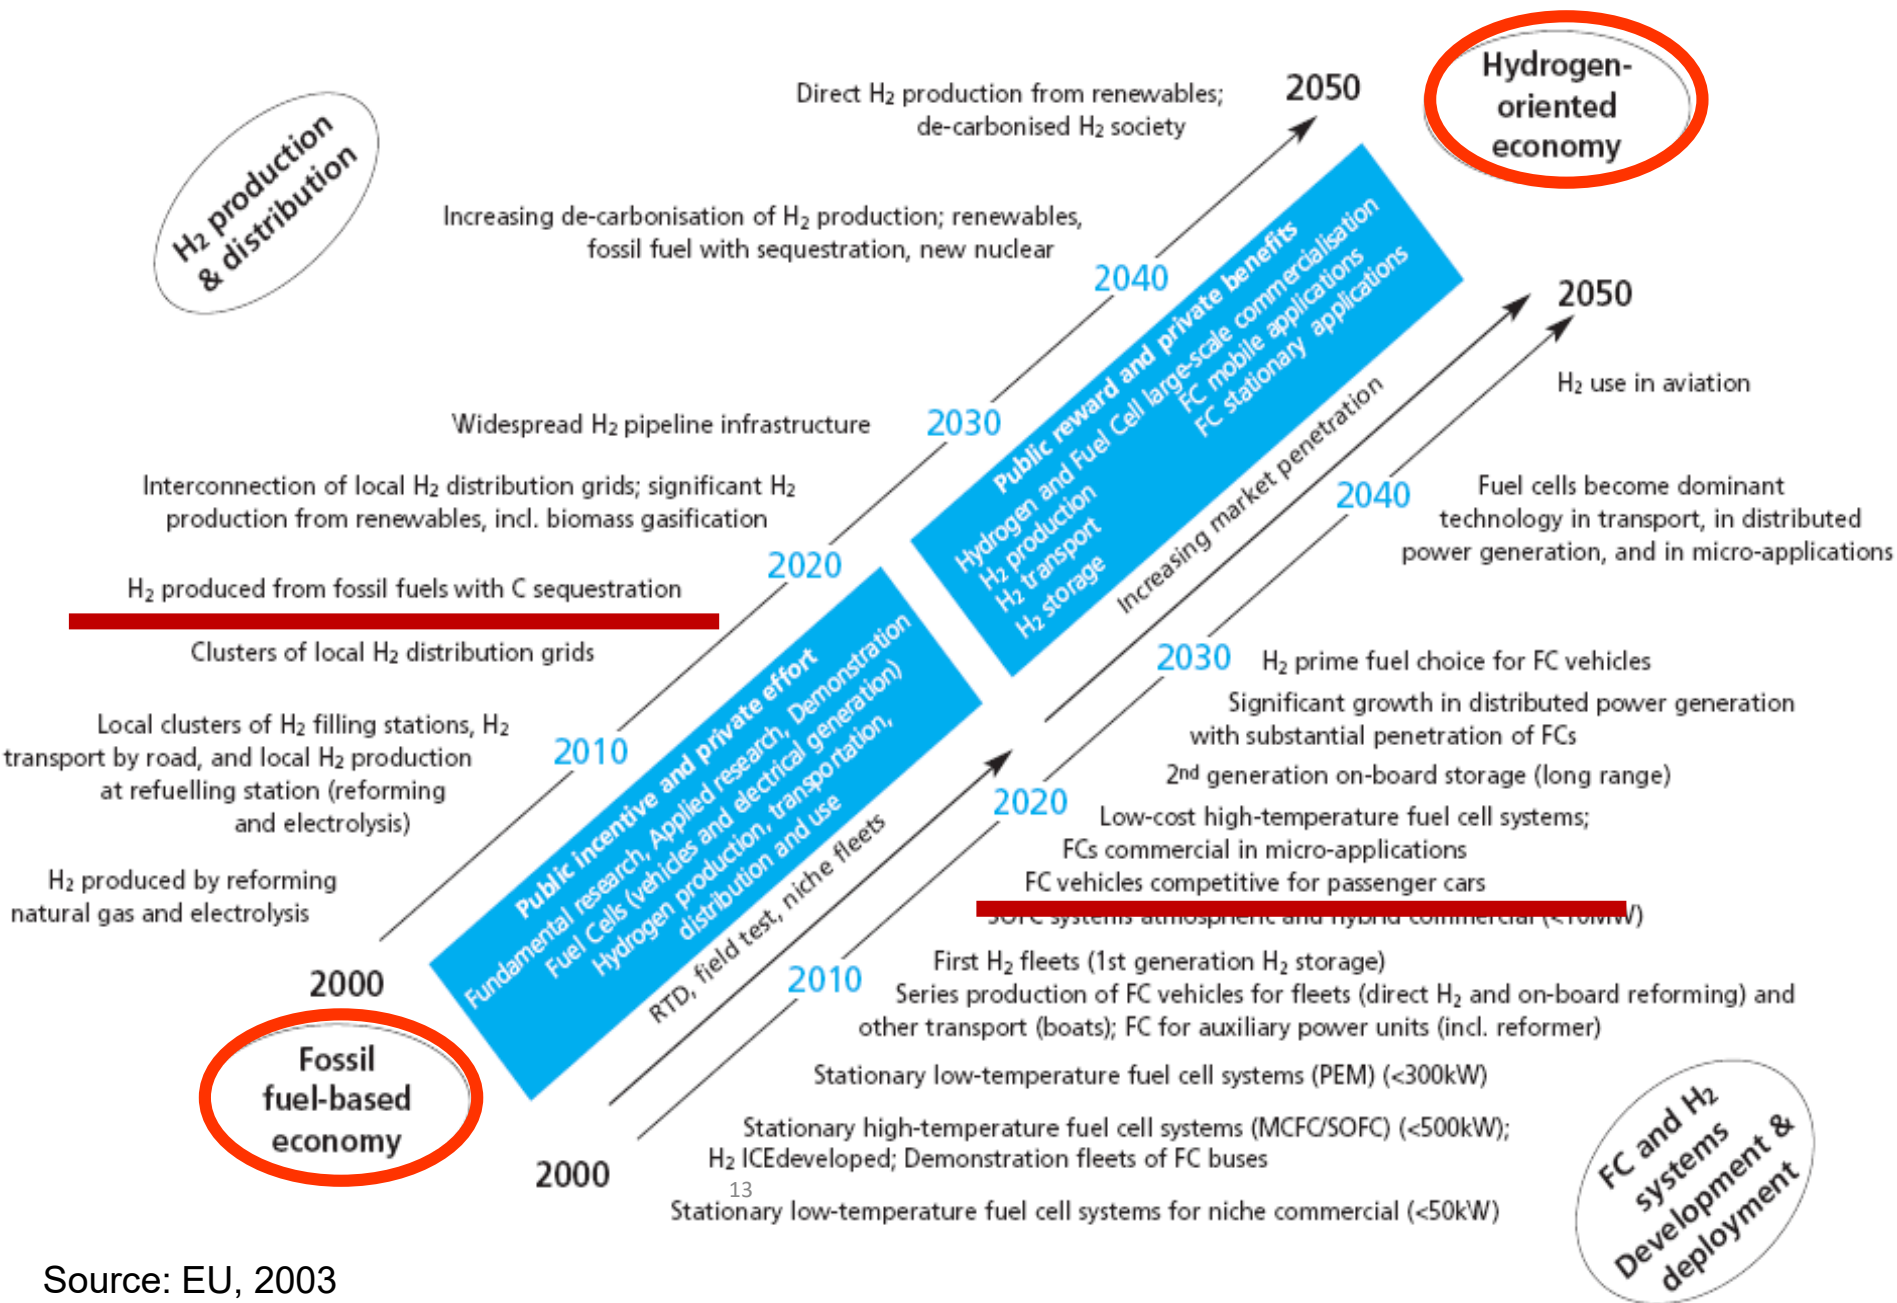 Hydrogen-
oriented
economy
2050
Direct H₂ production from renewables;
de-carbonised H₂ society
H₂ production
& distribution
Increasing de-carbonisation of H₂ production; renewables,
fossil fuel with sequestration, new nuclear
2040
Widespread H₂ pipeline infrastructure
2030
Interconnection of local H₂ distribution grids; significant H₂
production from renewables, incl. biomass gasification
2020
H₂ produced from fossil fuels with C sequestration
Clusters of local H₂ distribution grids
Local clusters of H₂ filling stations, H₂
transport by road, and local H₂ production
at refuelling station (reforming
and electrolysis)
2010
H₂ produced by reforming
natural gas and electrolysis
2000
Fossil
fuel-based
economy
Public reward and private benefits
Hydrogen and Fuel Cell large-scale commercialisation
H₂ production FC mobile applications
H₂ transport FC stationary applications
H₂ storage
Increasing market penetration
Public incentive and private effort
Fundamental research, Applied research, Demonstration
Fuel Cells (vehicles and electrical generation)
Hydrogen production, transportation,
distribution and use
RTD, field test, niche fleets
2050
H₂ use in aviation
2040
Fuel cells become dominant
technology in transport, in distributed
power generation, and in micro-applications
2030
H₂ prime fuel choice for FC vehicles
Significant growth in distributed power generation
with substantial penetration of FCs
2nd generation on-board storage (long range)
2020
Low-cost high-temperature fuel cell systems;
FCs commercial in micro-applications
FC vehicles competitive for passenger cars
SOFC systems atmospheric and hybrid commercial (<10MW)
2010
First H₂ fleets (1st generation H₂ storage)
Series production of FC vehicles for fleets (direct H₂ and on-board reforming) and
other transport (boats); FC for auxiliary power units (incl. reformer)
Stationary low-temperature fuel cell systems (PEM) (<300kW)
Stationary high-temperature fuel cell systems (MCFC/SOFC) (<500kW);
H₂ ICEdeveloped; Demonstration fleets of FC buses
2000
13
Stationary low-temperature fuel cell systems for niche commercial (<50kW)
FC and H₂
systems
Development &
deployment
Source: EU, 2003